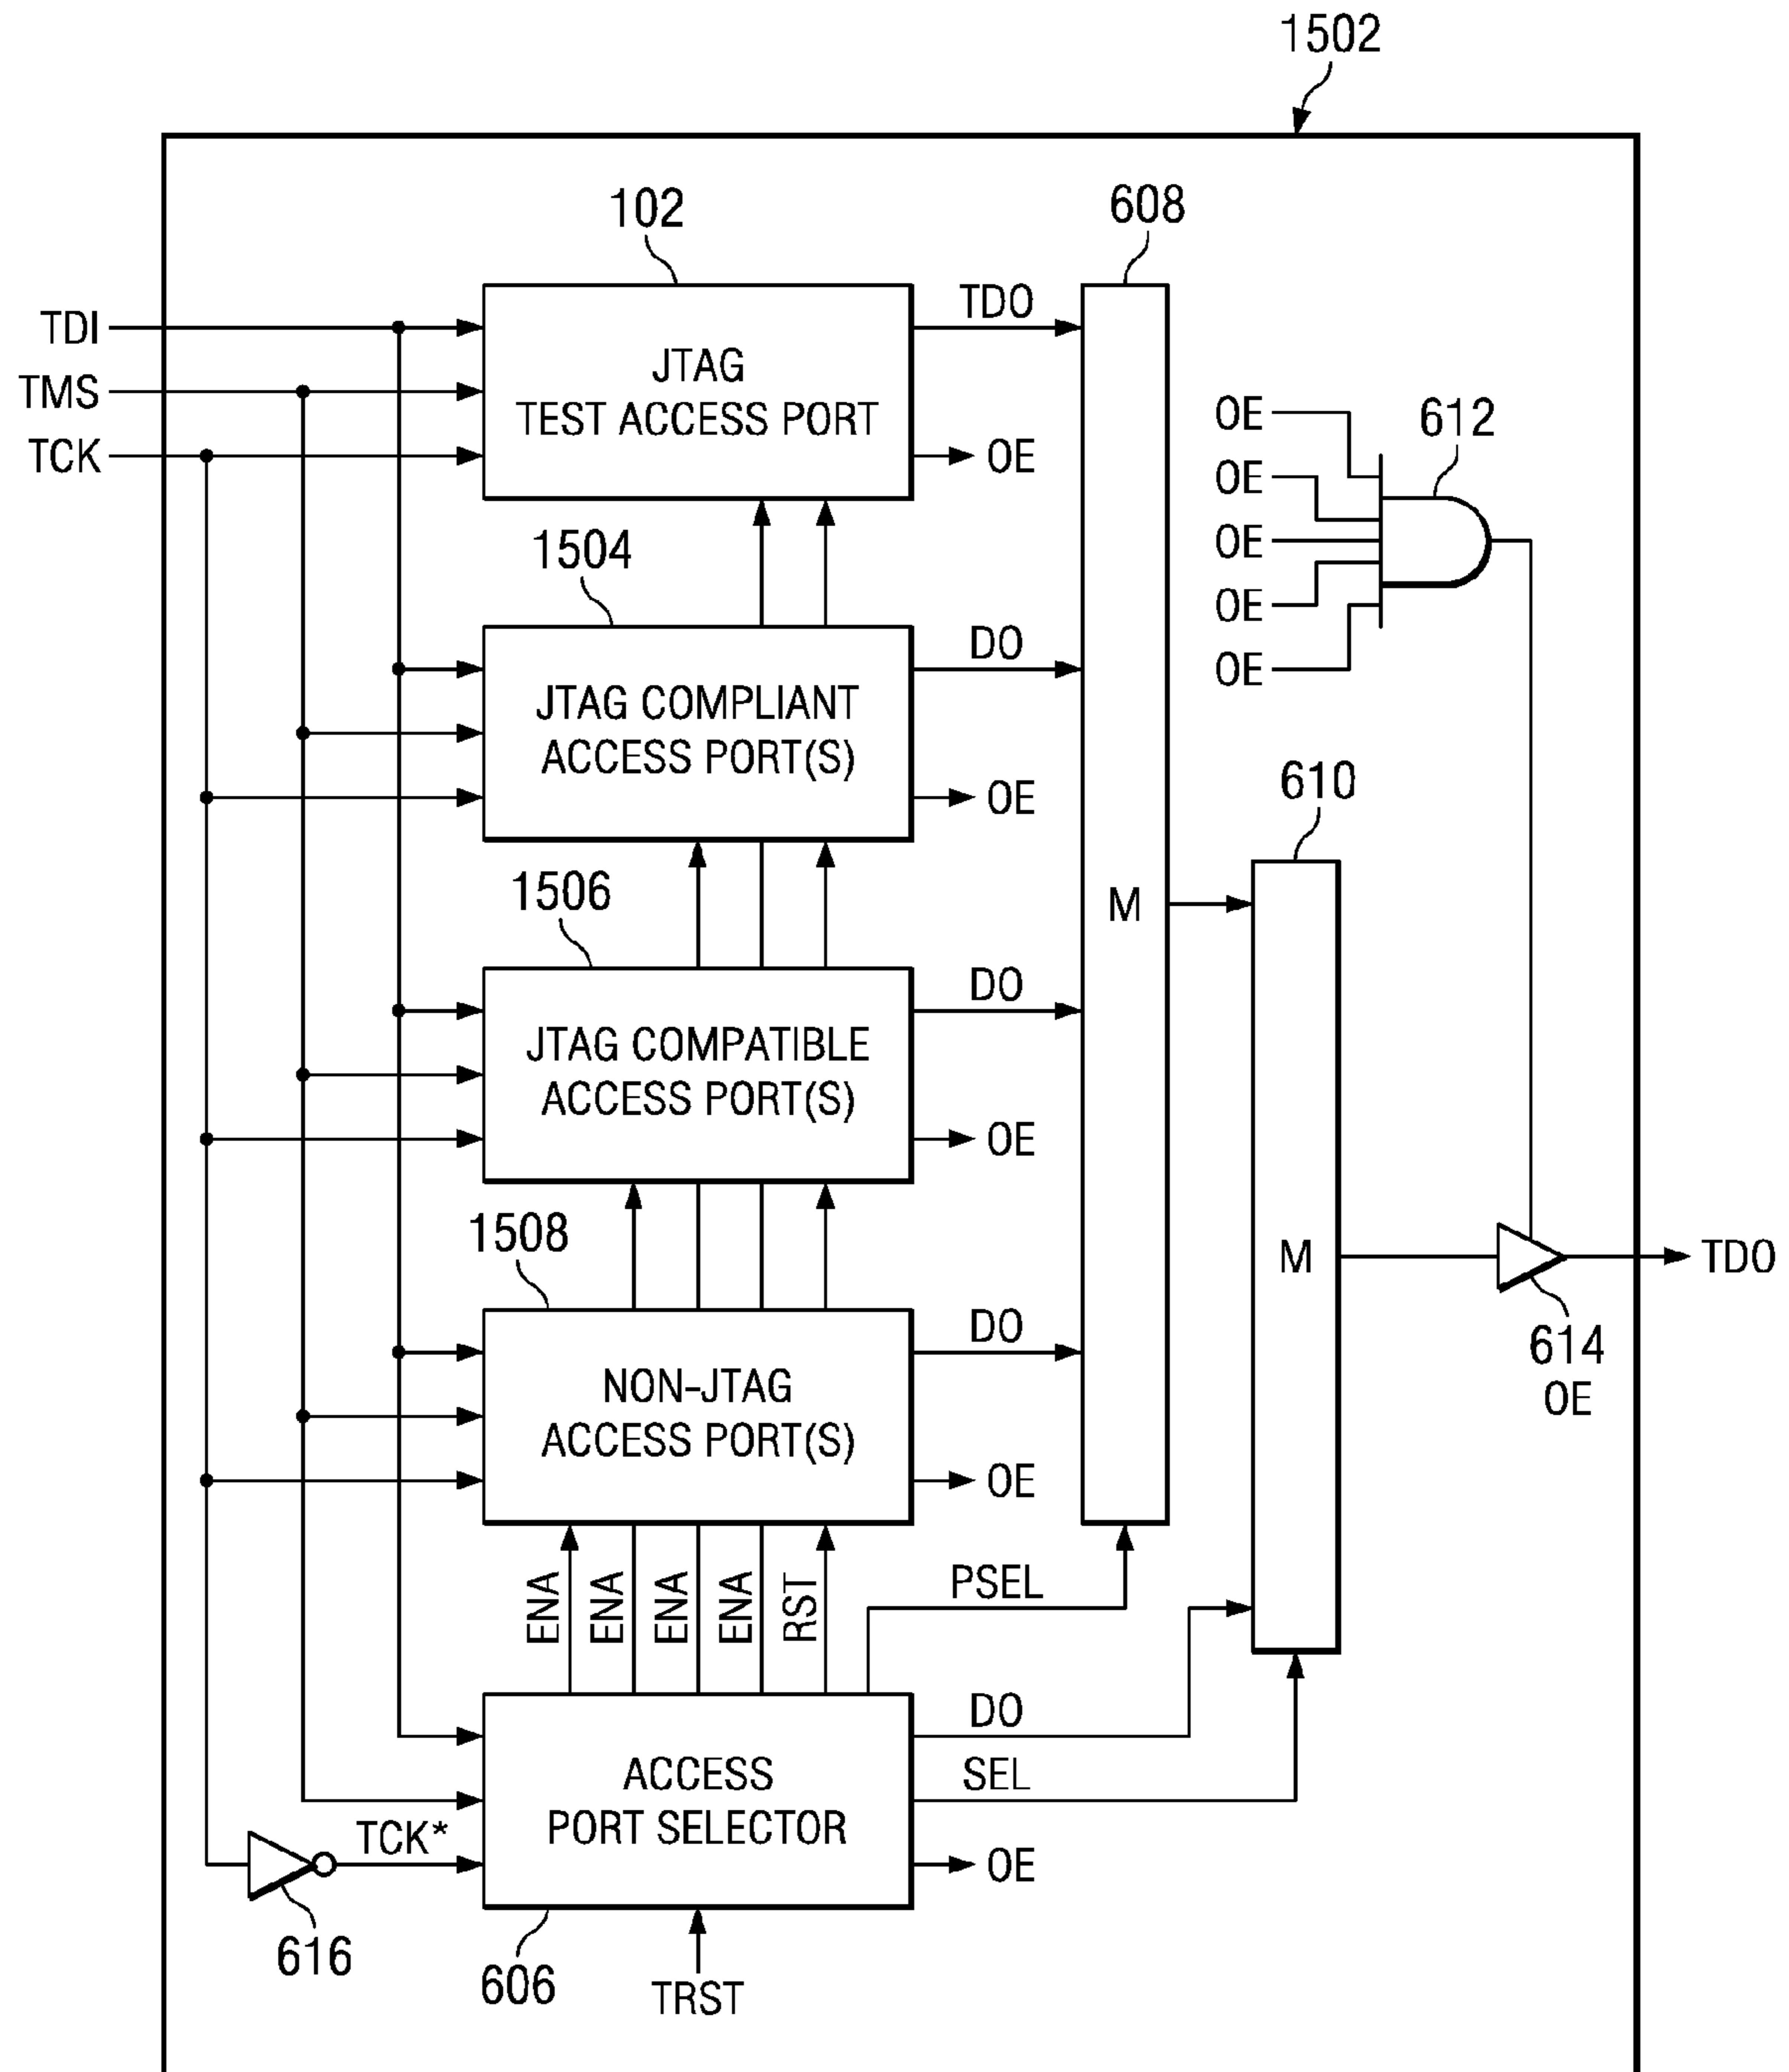 1502
102
608
TDI
TMS
TCK
JTAG
TEST ACCESS PORT
TDO
OE
OE
OE
OE
OE
OE
612
1504
JTAG COMPLIANT
ACCESS PORT(S)
DO
OE
610
1506
JTAG COMPATIBLE
ACCESS PORT(S)
DO
OE
M
M
1508
NON-JTAG
ACCESS PORT(S)
DO
OE
TDO
614
OE
ENA
ENA
ENA
ENA
RST
PSEL
ACCESS
PORT SELECTOR
DO
SEL
OE
TCK*
616
606
TRST